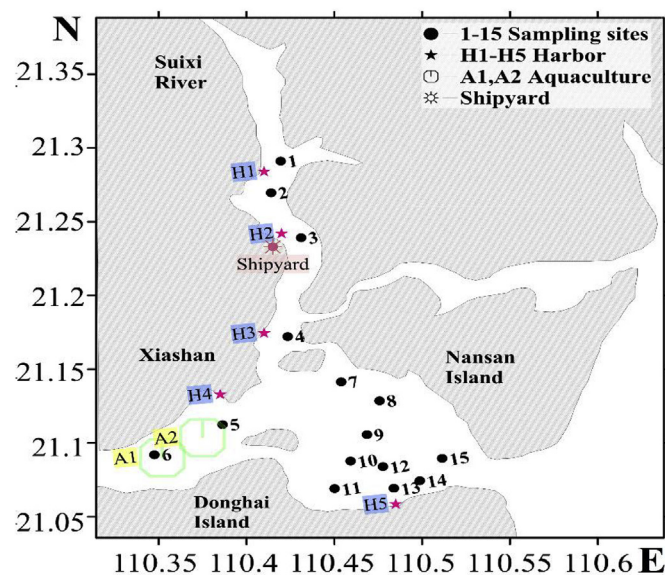 N
21.35
21.3
21.25
21.2
21.15
21.1
21.05
1-15 Sampling sites
H1-H5 Harbor
A1,A2 Aquaculture
Shipyard
Suixi
River
H1
1
2
H2
3
Shipyard
H3
4
Xiashan
Nansan
Island
7
8
H4
5
A2
A1
6
9
10
12
15
11
13
14
H5
Donghai
Island
110.35
110.4
110.45
110.5
110.55
110.6
E